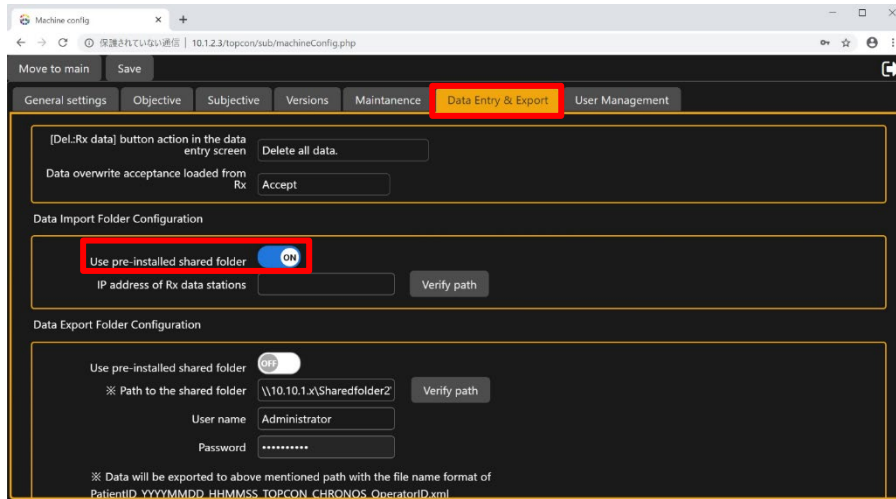 Machine config
保護されていない通信 | 10.1.2.3/topcon/sub/machineConfig.php
Move to main Save
General settings Objective Subjective Versions Maintanence Data Entry & Export User Management
[Del.:Rx data] button action in the data
entry screen Delete all data.
Data overwrite acceptance loaded from
Rx Accept
Data Import Folder Configuration
Use pre-installed shared folder ON
IP address of Rx data stations Verify path
Data Export Folder Configuration
Use pre-installed shared folder OFF
※ Path to the shared folder \\10.10.1.x\Sharedfolder2 Verify path
User name Administrator
Password ••••••••••
※ Data will be exported to above mentioned path with the file name format of
PatientID_YYYYMMDD_HHMMSS_TOPCON_CHRONOS_OperatorID.xml